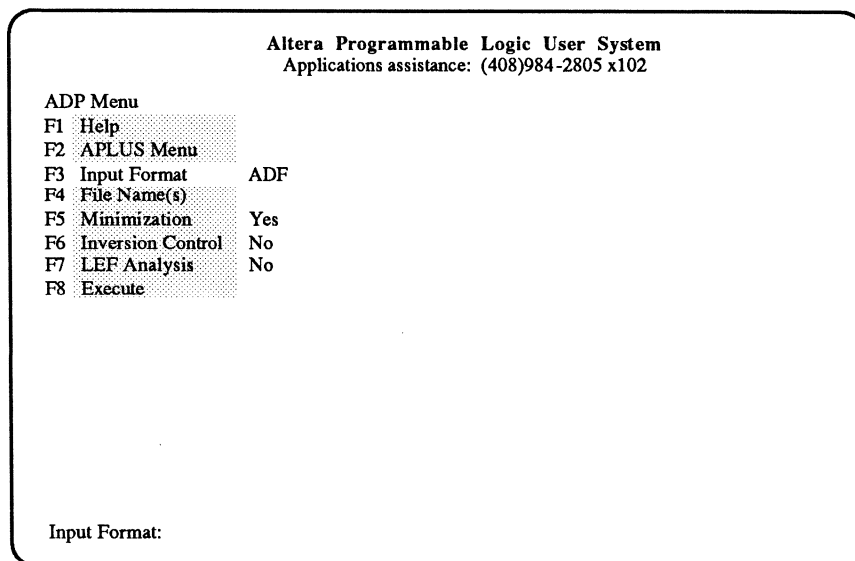 Altera Programmable Logic User System
Applications assistance: (408)984-2805 x102
ADP Menu
F1 Help
F2 APLUS Menu
F3 Input Format ADF
F4 File Name(s)
F5 Minimization Yes
F6 Inversion Control No
F7 LEF Analysis No
F8 Execute
Input Format: